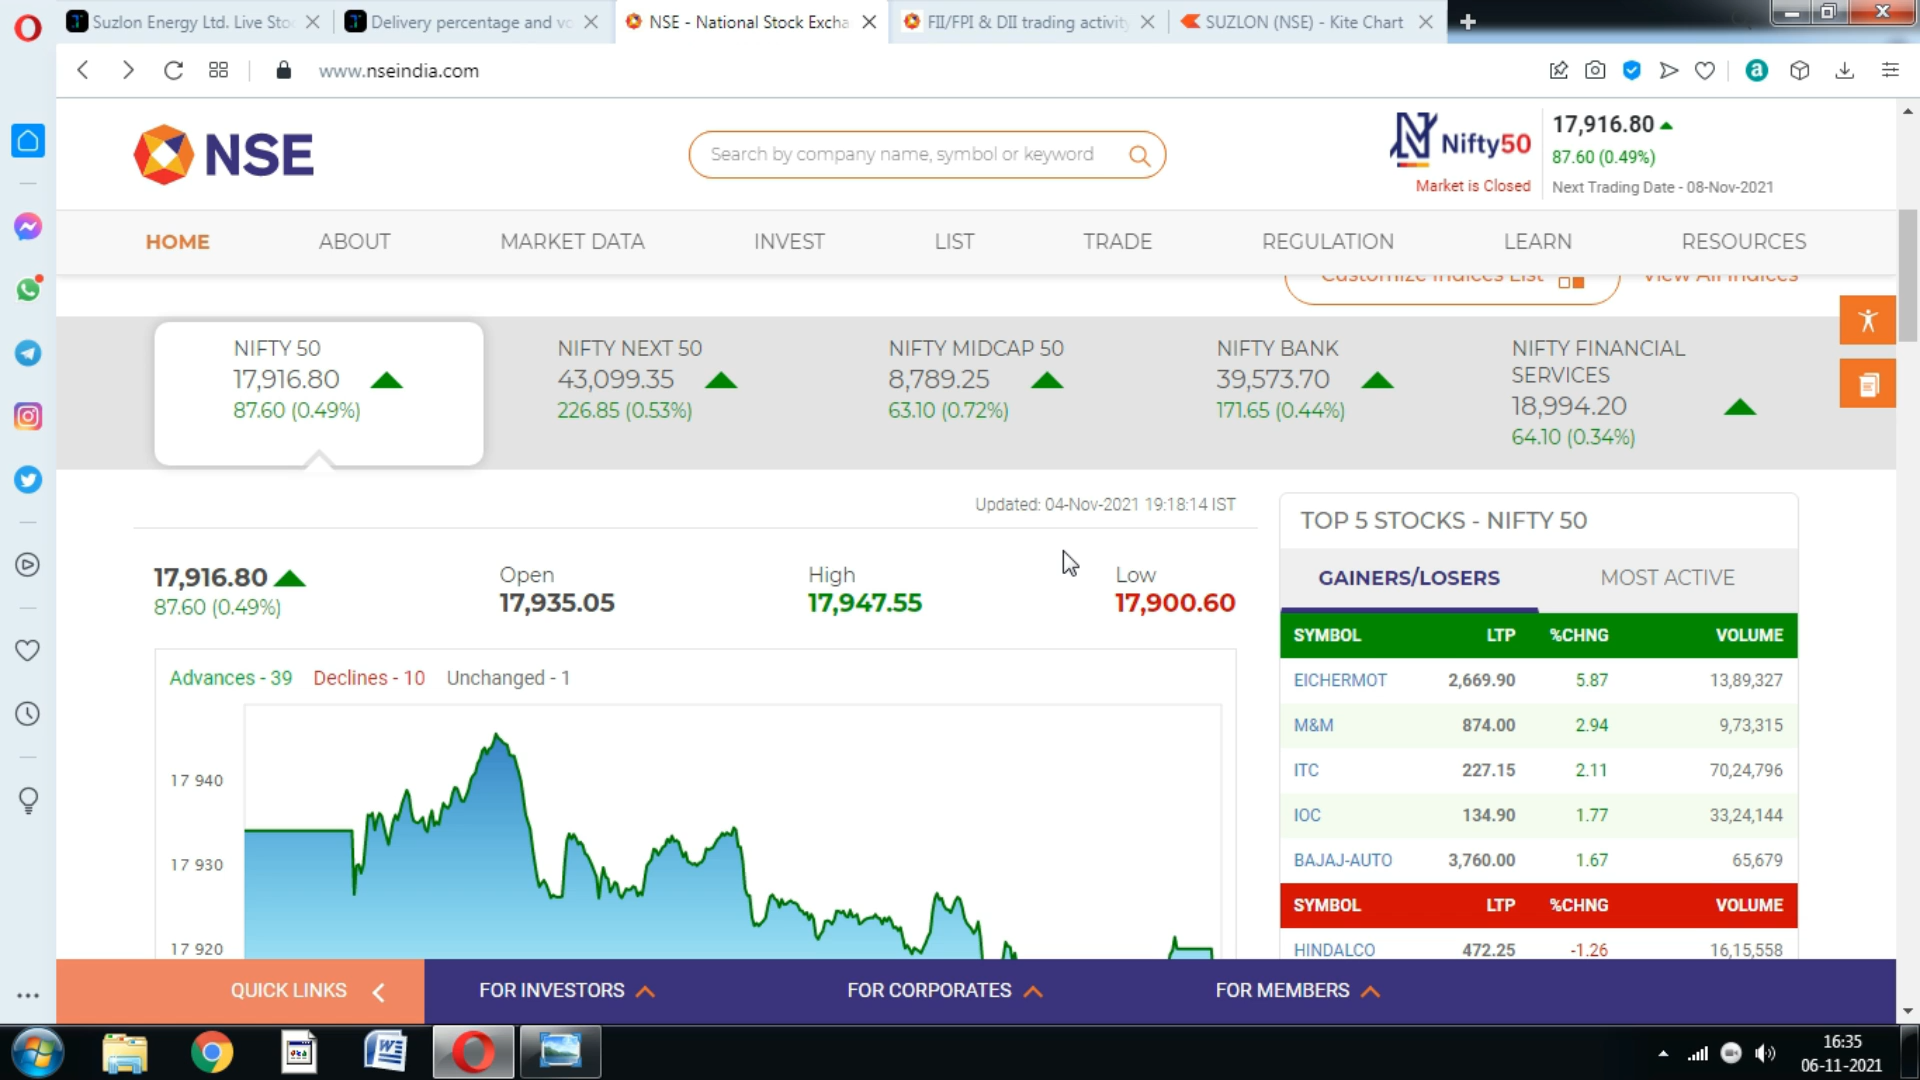 Suzlon Energy Ltd. Live Sto
Delivery percentage and vo
NSE - National Stock Excha
FII/FPI & DII trading activity
SUZLON (NSE) - Kite Chart
www.nseindia.com
NSE
Search by company name, symbol or keyword
Nifty50
Market is Closed
17,916.80
87.60 (0.49%)
Next Trading Date - 08-Nov-2021
HOME
ABOUT
MARKET DATA
INVEST
LIST
TRADE
REGULATION
LEARN
RESOURCES
Customize Indices List
View All Indices
NIFTY 50
17,916.80
87.60 (0.49%)
NIFTY NEXT 50
43,099.35
226.85 (0.53%)
NIFTY MIDCAP 50
8,789.25
63.10 (0.72%)
NIFTY BANK
39,573.70
171.65 (0.44%)
NIFTY FINANCIAL
SERVICES
18,994.20
64.10 (0.34%)
Updated: 04-Nov-2021 19:18:14 IST
17,916.80
87.60 (0.49%)
Open
17,935.05
High
17,947.55
Low
17,900.60
Advances - 39 Declines - 10 Unchanged - 1
17 940
17 930
17 920
TOP 5 STOCKS - NIFTY 50
GAINERS/LOSERS
MOST ACTIVE
SYMBOL LTP %CHNG VOLUME
EICHERMOT 2,669.90 5.87 13,89,327
M&M 874.00 2.94 9,73,315
ITC 227.15 2.11 70,24,796
IOC 134.90 1.77 33,24,144
BAJAJ-AUTO 3,760.00 1.67 65,679
SYMBOL LTP %CHNG VOLUME
HINDALCO 472.25 -1.26 16,15,558
QUICK LINKS
FOR INVESTORS
FOR CORPORATES
FOR MEMBERS
16:35
06-11-2021